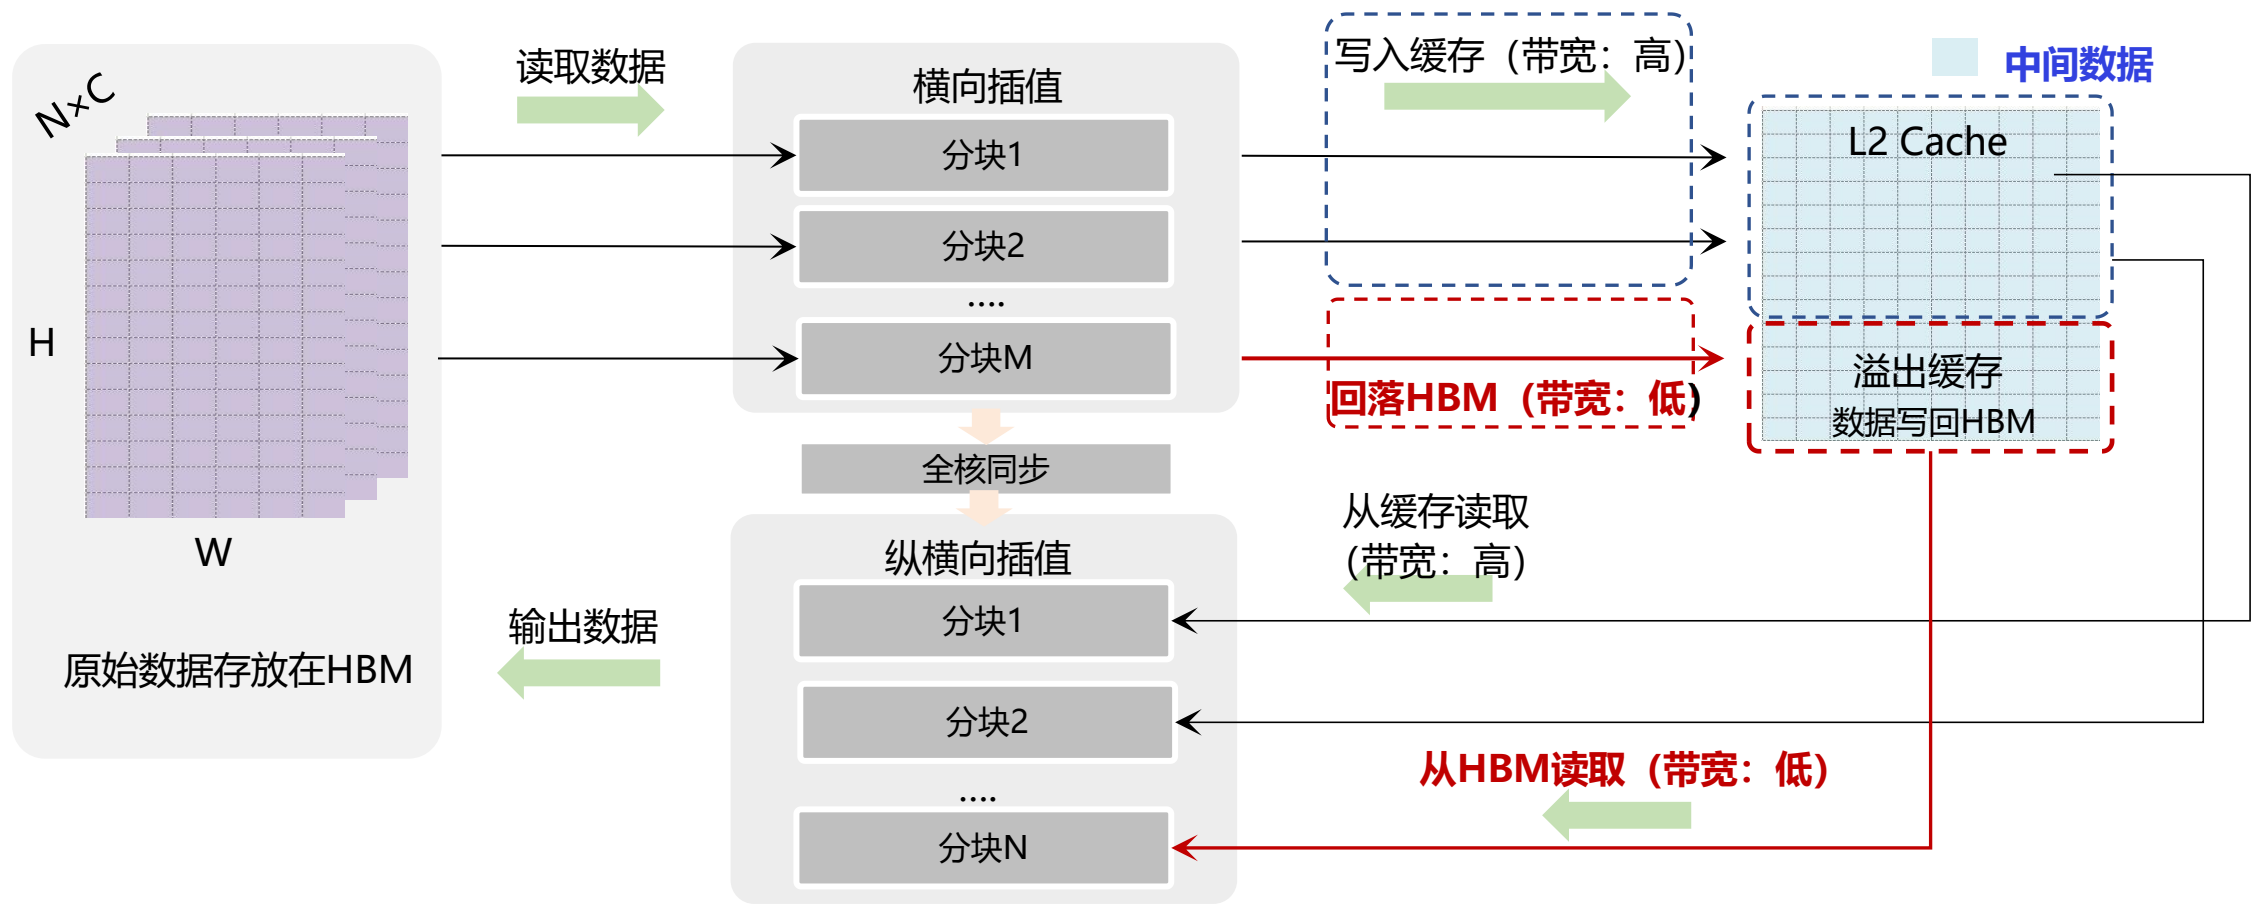 N×C
H
W
原始数据存放在HBM
读取数据
输出数据
横向插值
分块1
分块2
....
分块M
全核同步
纵横向插值
分块1
分块2
....
分块N
写入缓存（带宽：高）
回落HBM（带宽：低）
从缓存读取
（带宽：高）
从HBM读取（带宽：低）
中间数据
L2 Cache
溢出缓存
数据写回HBM